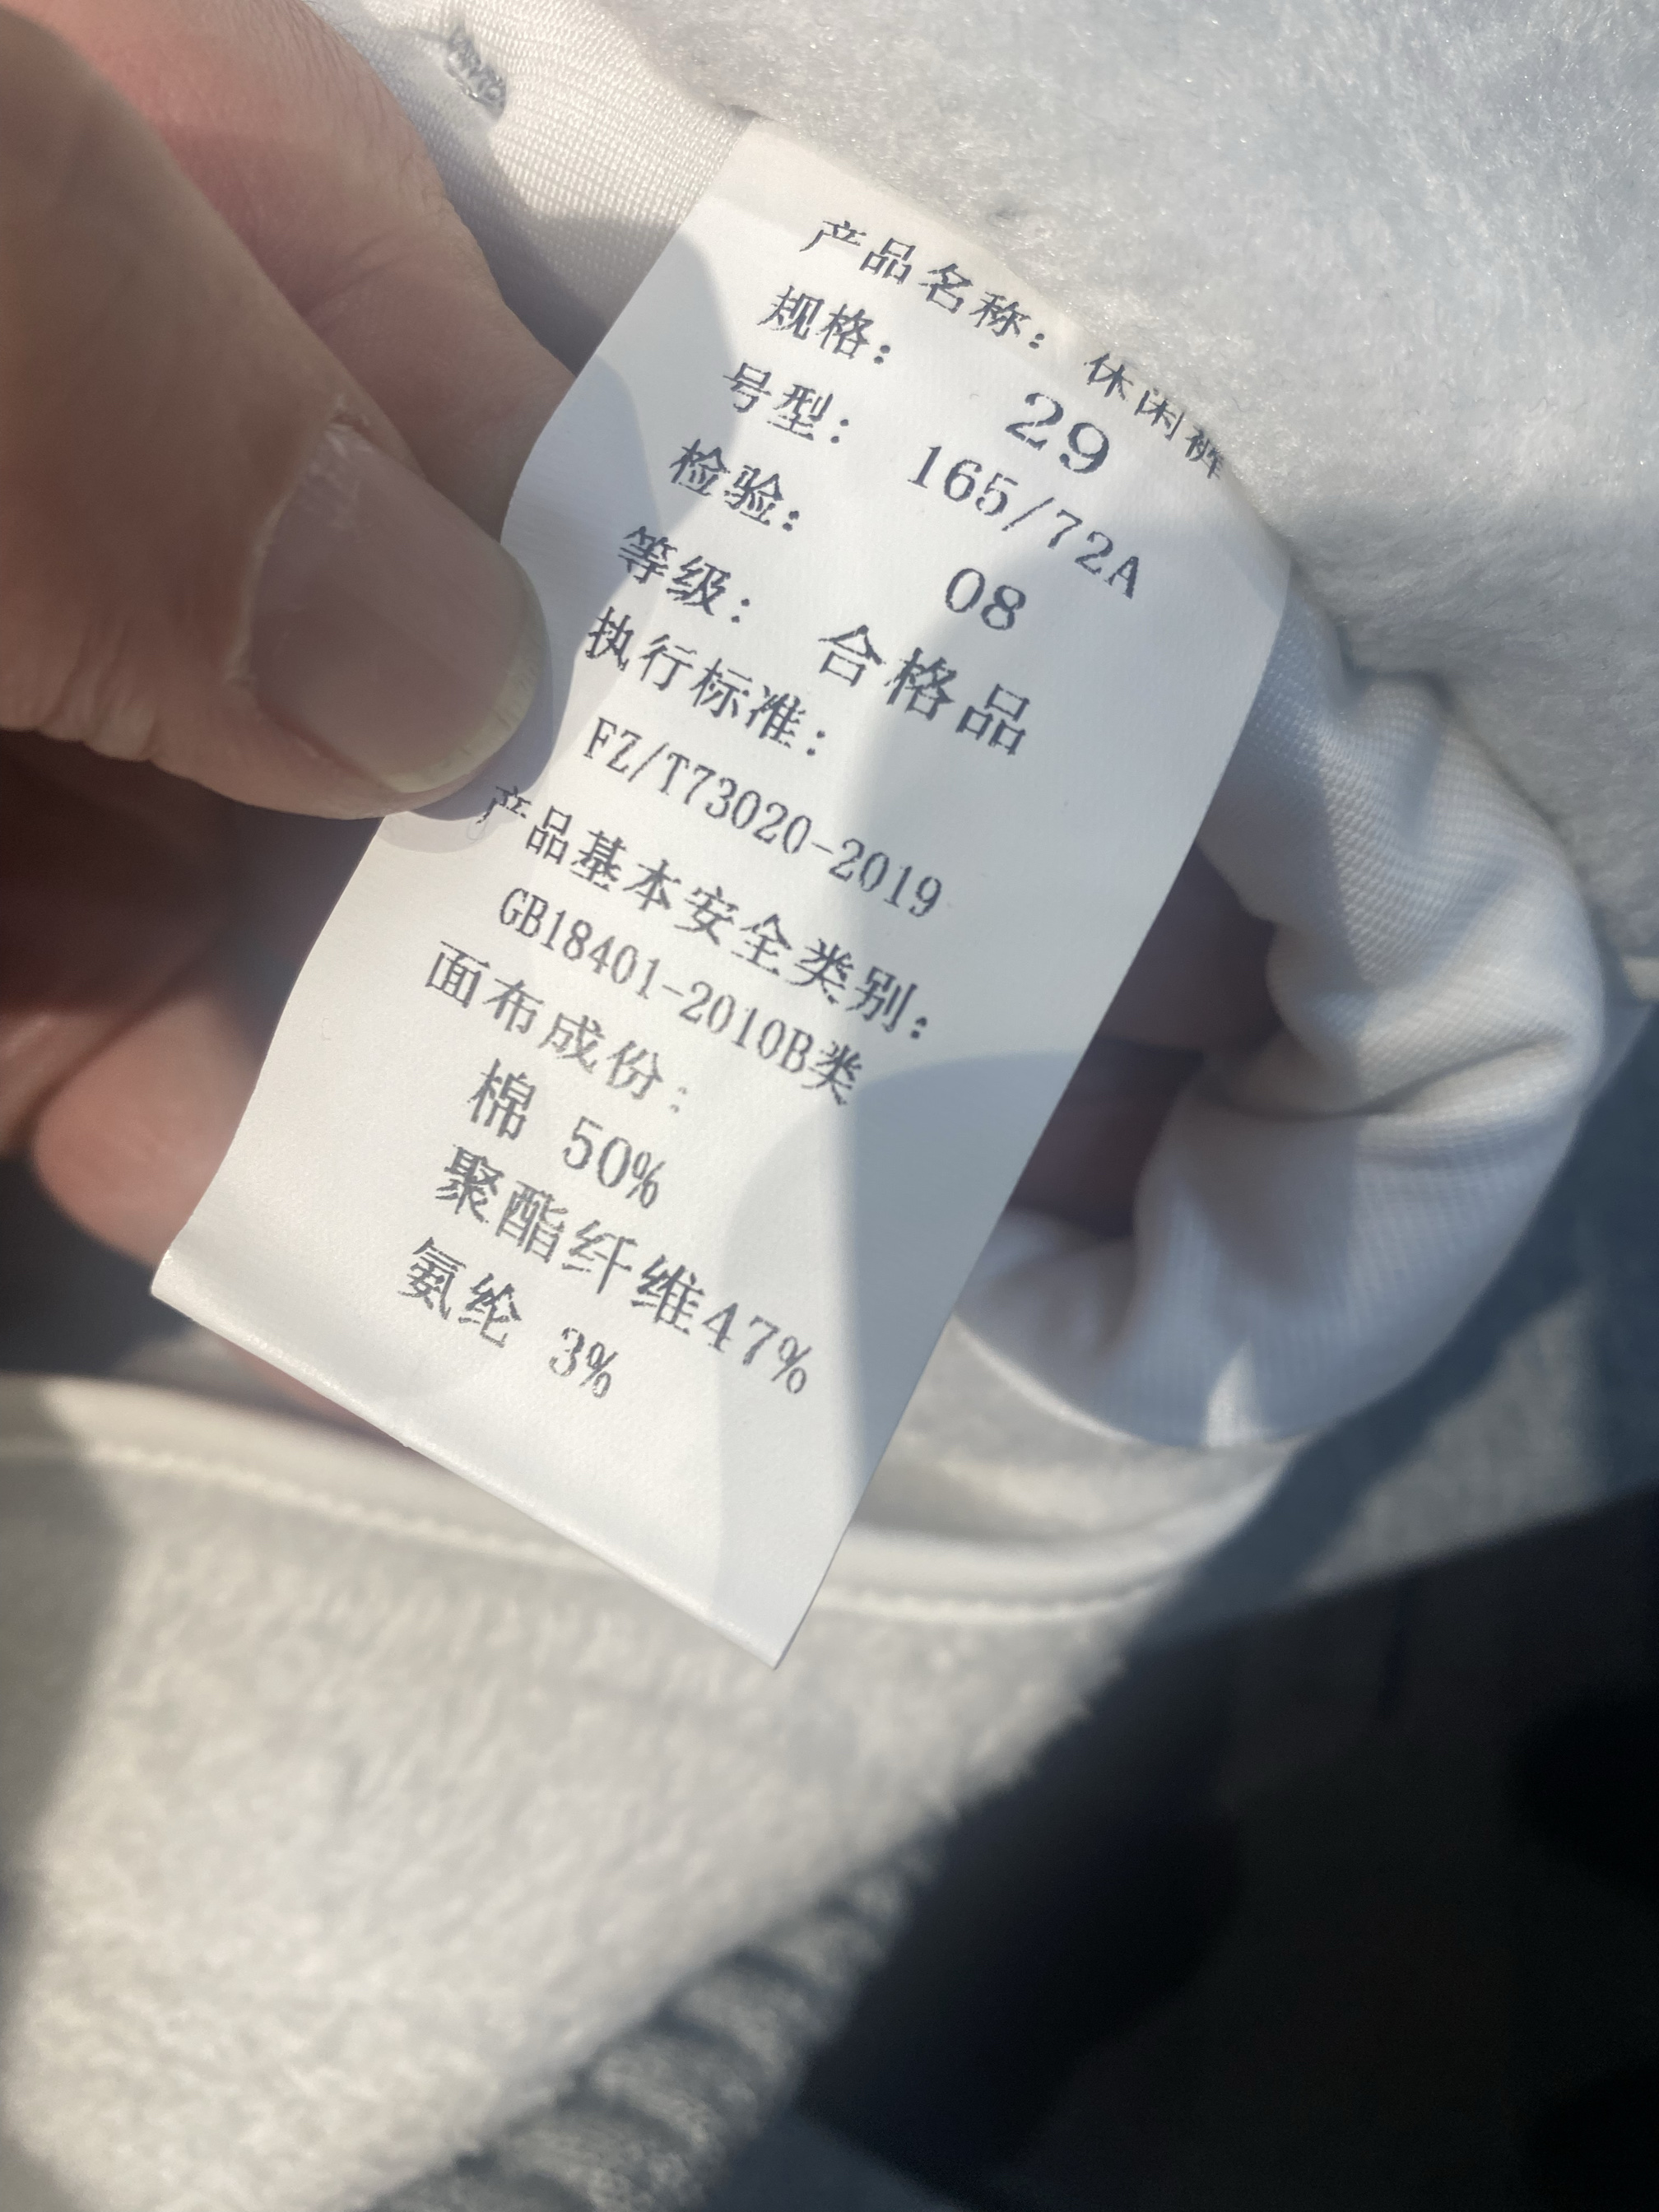 产品名称：休闲裤
规格： 29
号型： 165/72A
检验： 08
等级： 合格品
执行标准：
FZ/T73020-2019
产品基本安全类别：
GB18401-2010B类
面布成份：
棉 50%
聚酯纤维47%
氨纶 3%